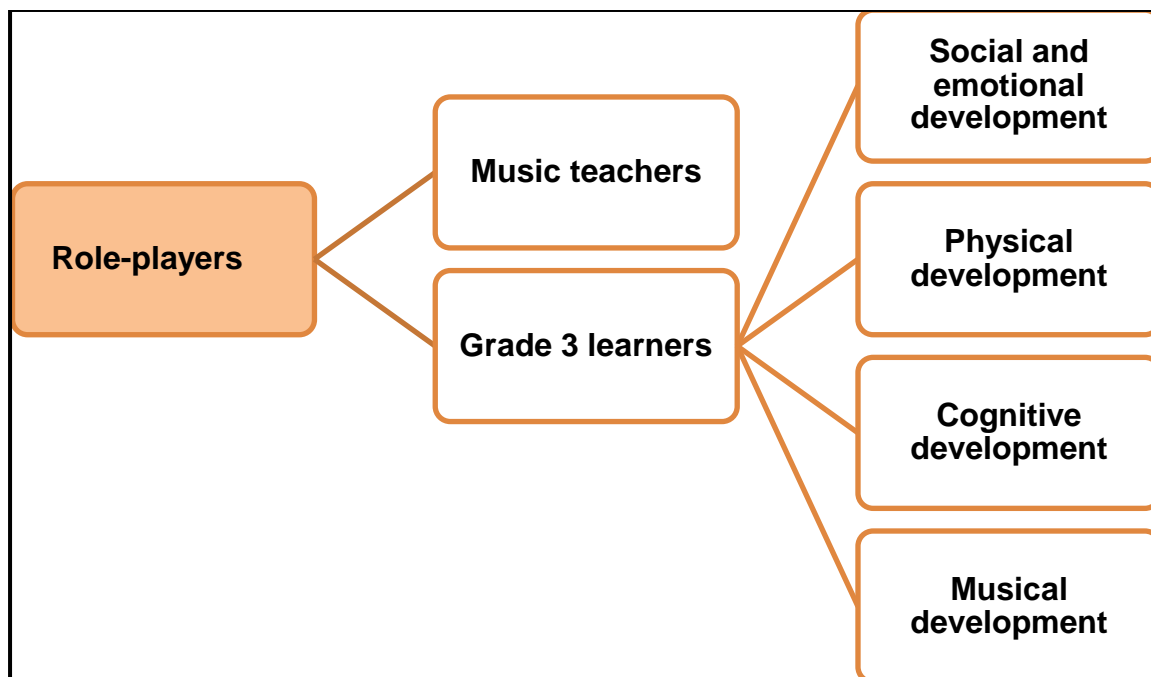 Role-players
Music teachers
Grade 3 learners
Social and
emotional
development
Physical
development
Cognitive
development
Musical
development